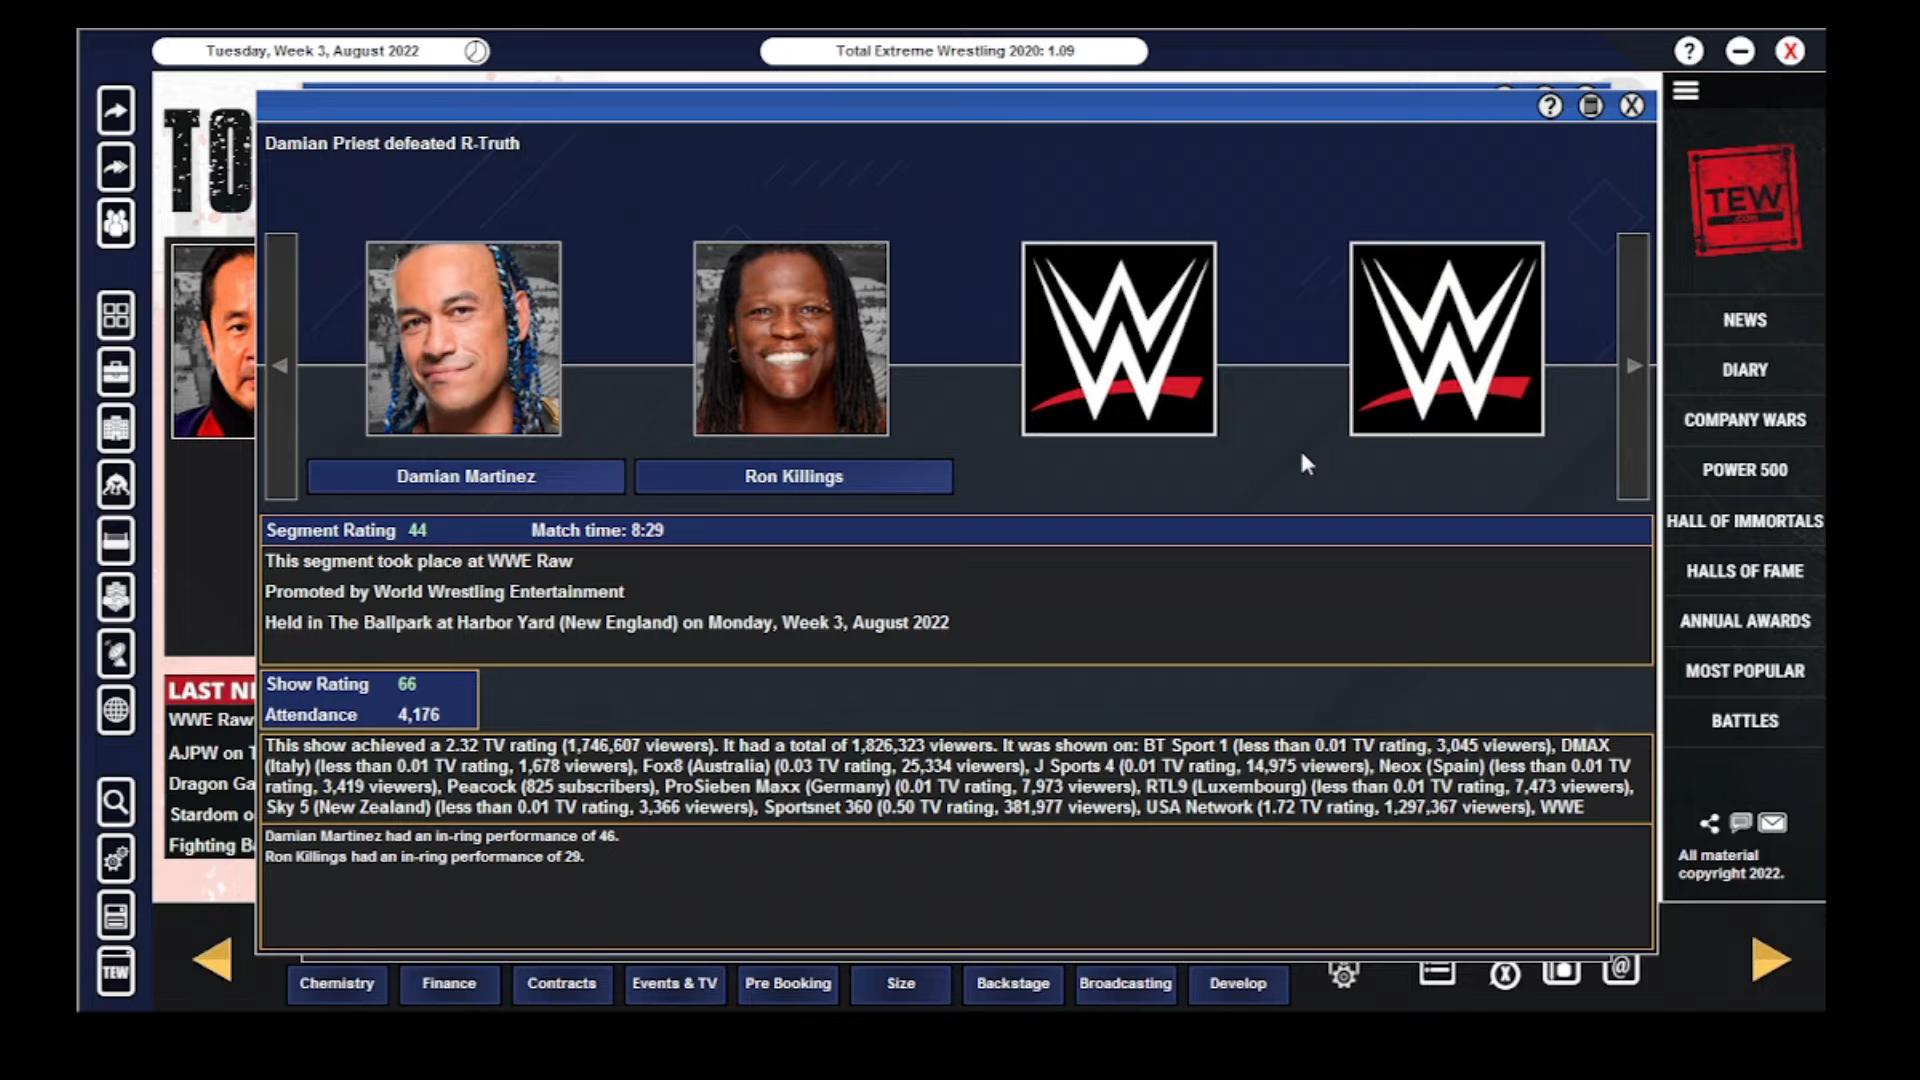 Tuesday, Week 3, August 2022
Total Extreme Wrestling 2020: 1.09
?
X
? X
Damian Priest defeated R-Truth
TO
TEW
.com
Damian Martinez
Ron Killings
NEWS
DIARY
COMPANY WARS
POWER 500
HALL OF IMMORTALS
HALLS OF FAME
ANNUAL AWARDS
MOST POPULAR
BATTLES
Segment Rating 44 Match time: 8:29
This segment took place at WWE Raw
Promoted by World Wrestling Entertainment
Held in The Ballpark at Harbor Yard (New England) on Monday, Week 3, August 2022
Show Rating 66
Attendance 4,176
LAST NI
WWE Raw
AJPW on T
Dragon Ga
Stardom o
Fighting B
This show achieved a 2.32 TV rating (1,746,607 viewers). It had a total of 1,826,323 viewers. It was shown on: BT Sport 1 (less than 0.01 TV rating, 3,045 viewers), DMAX
(Italy) (less than 0.01 TV rating, 1,678 viewers), Fox8 (Australia) (0.03 TV rating, 25,334 viewers), J Sports 4 (0.01 TV rating, 14,975 viewers), Neox (Spain) (less than 0.01 TV
rating, 3,419 viewers), Peacock (825 subscribers), ProSieben Maxx (Germany) (0.01 TV rating, 7,973 viewers), RTL9 (Luxembourg) (less than 0.01 TV rating, 7,473 viewers),
Sky 5 (New Zealand) (less than 0.01 TV rating, 3,366 viewers), Sportsnet 360 (0.50 TV rating, 381,977 viewers), USA Network (1.72 TV rating, 1,297,367 viewers), WWE
Damian Martinez had an in-ring performance of 46.
Ron Killings had an in-ring performance of 29.
All material
copyright 2022.
TEW
Chemistry
Finance
Contracts
Events & TV
Pre Booking
Size
Backstage
Broadcasting
Develop
X
@